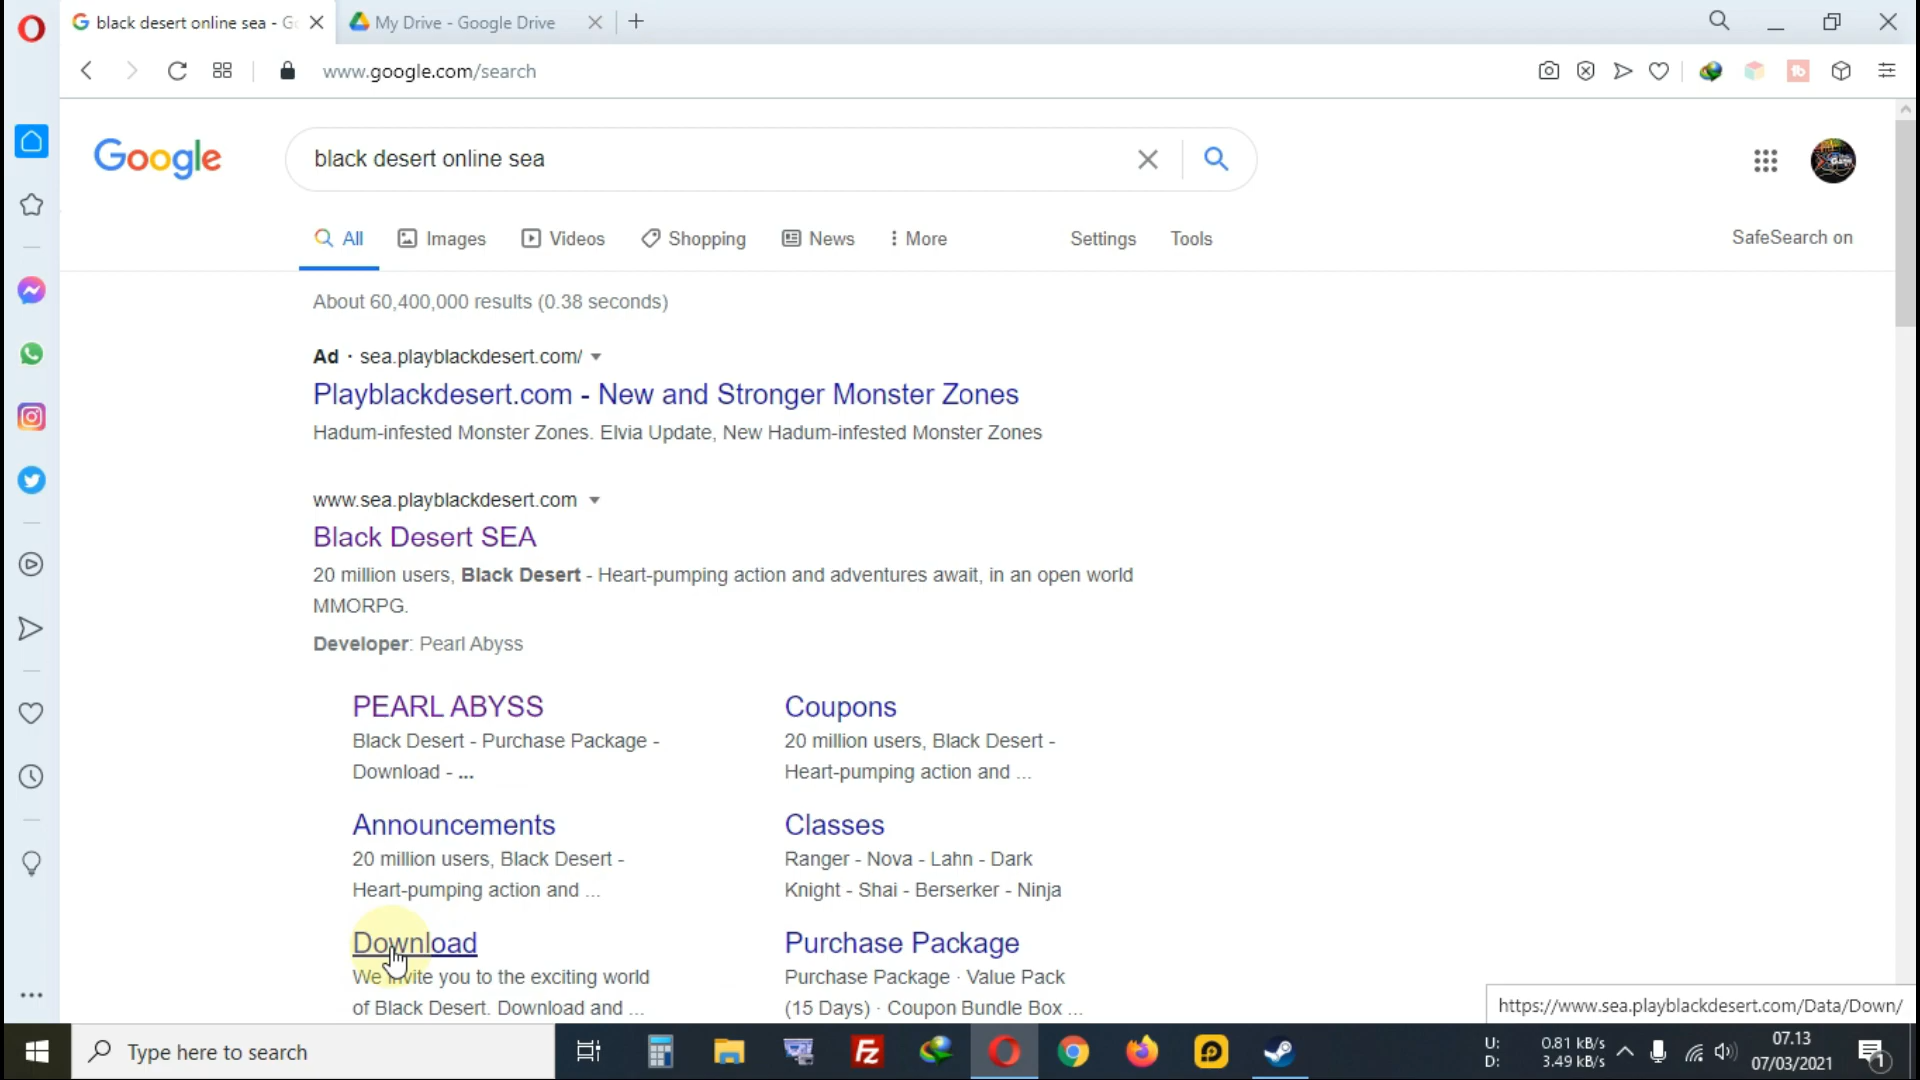 black desert online sea - G
My Drive - Google Drive
www.google.com/search
Google
black desert online sea
All
Images
Videos
Shopping
News
More
Settings
Tools
SafeSearch on
About 60,400,000 results (0.38 seconds)
Ad · sea.playblackdesert.com/
Playblackdesert.com - New and Stronger Monster Zones
Hadum-infested Monster Zones. Elvia Update, New Hadum-infested Monster Zones
www.sea.playblackdesert.com
Black Desert SEA
20 million users, Black Desert - Heart-pumping action and adventures await, in an open world
MMORPG.
Developer: Pearl Abyss
PEARL ABYSS
Black Desert - Purchase Package -
Download - ...
Coupons
20 million users, Black Desert -
Heart-pumping action and ...
Announcements
20 million users, Black Desert -
Heart-pumping action and ...
Classes
Ranger - Nova - Lahn - Dark
Knight - Shai - Berserker - Ninja
Download
We invite you to the exciting world
of Black Desert. Download and ...
Purchase Package
Purchase Package · Value Pack
(15 Days) · Coupon Bundle Box ...
https://www.sea.playblackdesert.com/Data/Down/
Type here to search
U: 0.81 kB/s
D: 3.49 kB/s
07.13
07/03/2021
1